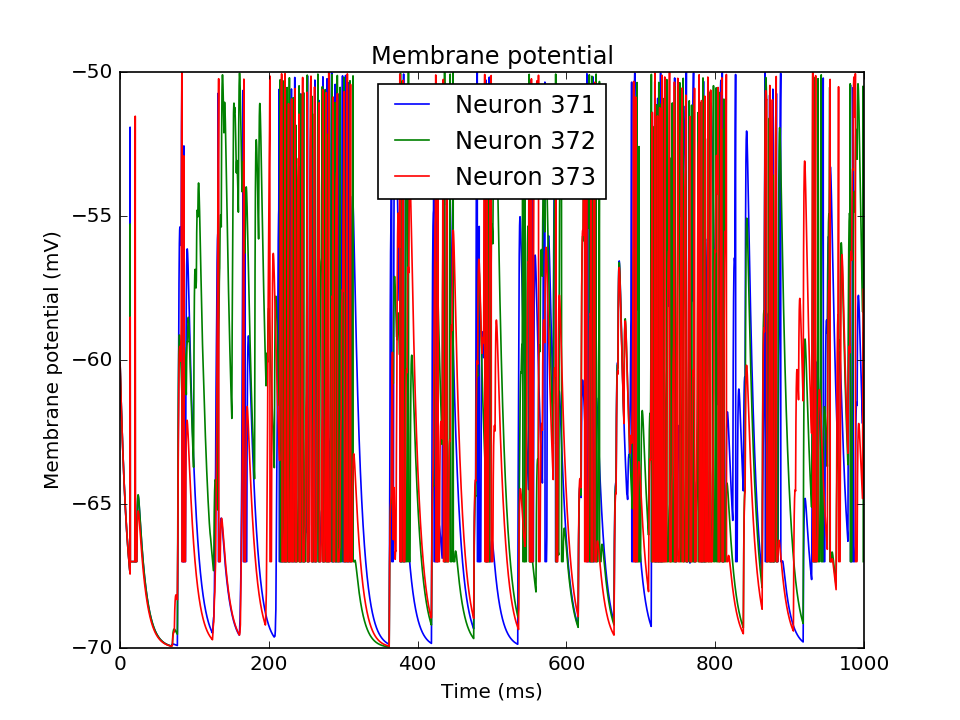 Membrane potential
Neuron 371
Neuron 372
Neuron 373
Membrane potential (mV)
−50
−55
−60
−65
−70
0 200 400 600 800 1000
Time (ms)